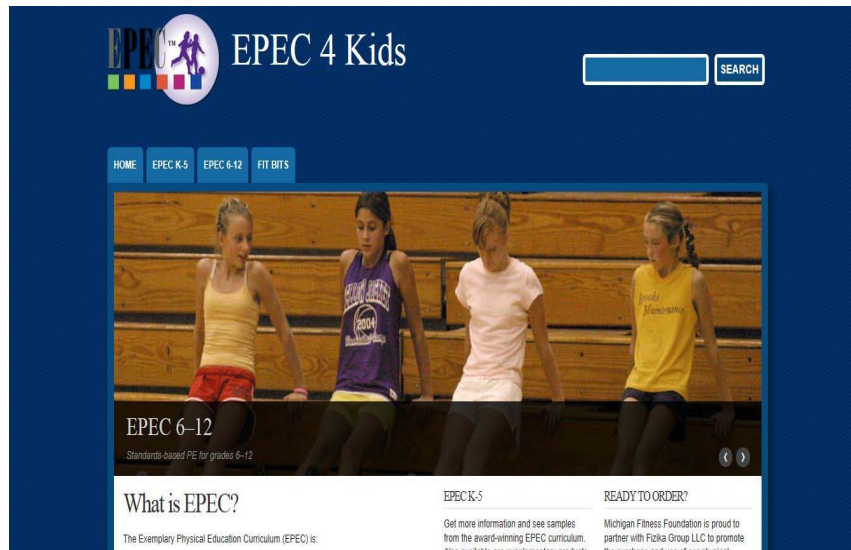 EPEC™
EPEC 4 Kids
SEARCH
HOME
EPEC K-5
EPEC 6-12
FIT BITS
2004
Maintenance
EPEC 6–12
Standards-based PE for grades 6–12
What is EPEC?
The Exemplary Physical Education Curriculum (EPEC) is:
EPEC K-5
Get more information and see samples
from the award-winning EPEC curriculum.
READY TO ORDER?
Michigan Fitness Foundation is proud to
partner with Fizika Group LLC to promote